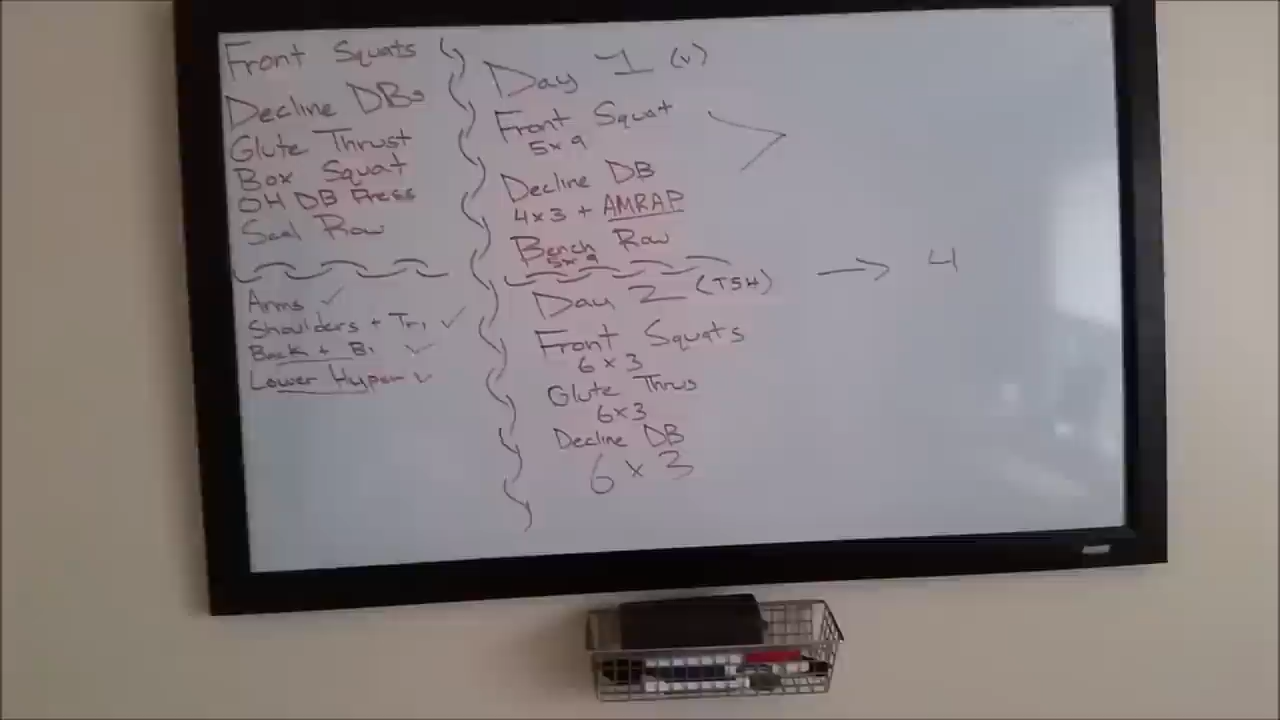 Front Squats
Decline DBs
Glute Thrust
Box Squat
OH DB Press
Seal Row
Arms ✓
Shoulders + Tri ✓
Back + Bi ✓
Lower Hyper ✓
Day 1 (v)
Front Squat
5x9
Decline DB
4x3 + AMRAP
Bench Row
5x9
Day 2 (TSH) → 4
Front Squats
6x3
Glute Thrus
6x3
Decline DB
6x3